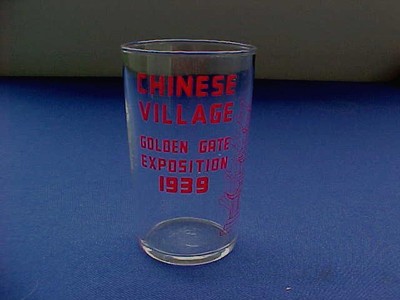 CHINESE
VILLAGE
GOLDEN GATE
EXPOSITION
1939